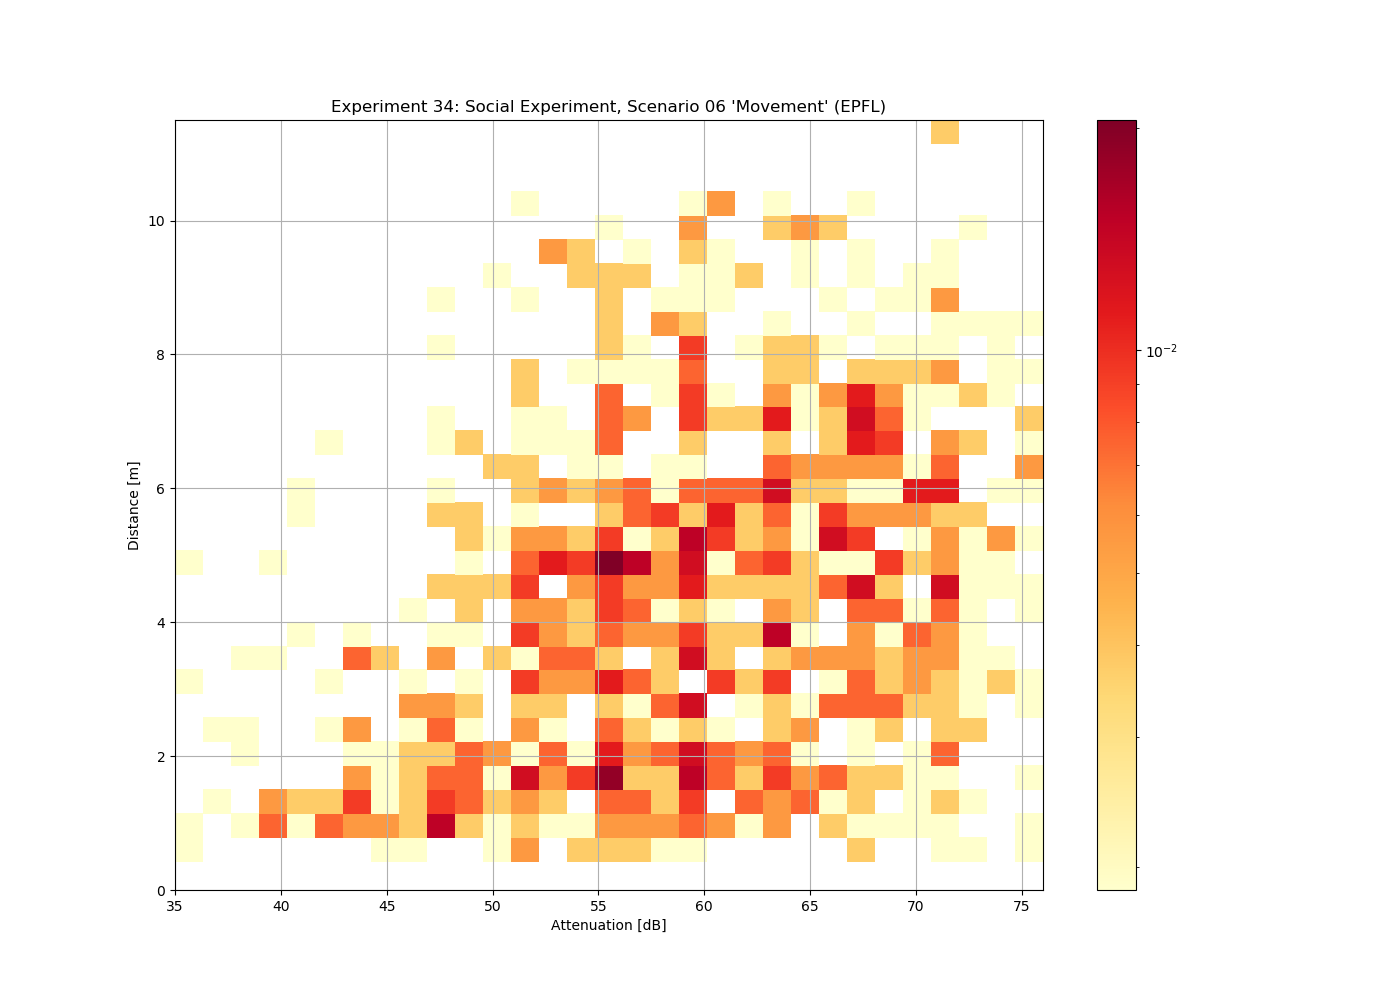 Experiment 34: Social Experiment, Scenario 06 'Movement' (EPFL)
10
8
6
4
2
0
Distance [m]
35 40 45 50 55 60 65 70 75
Attenuation [dB]
10⁻²